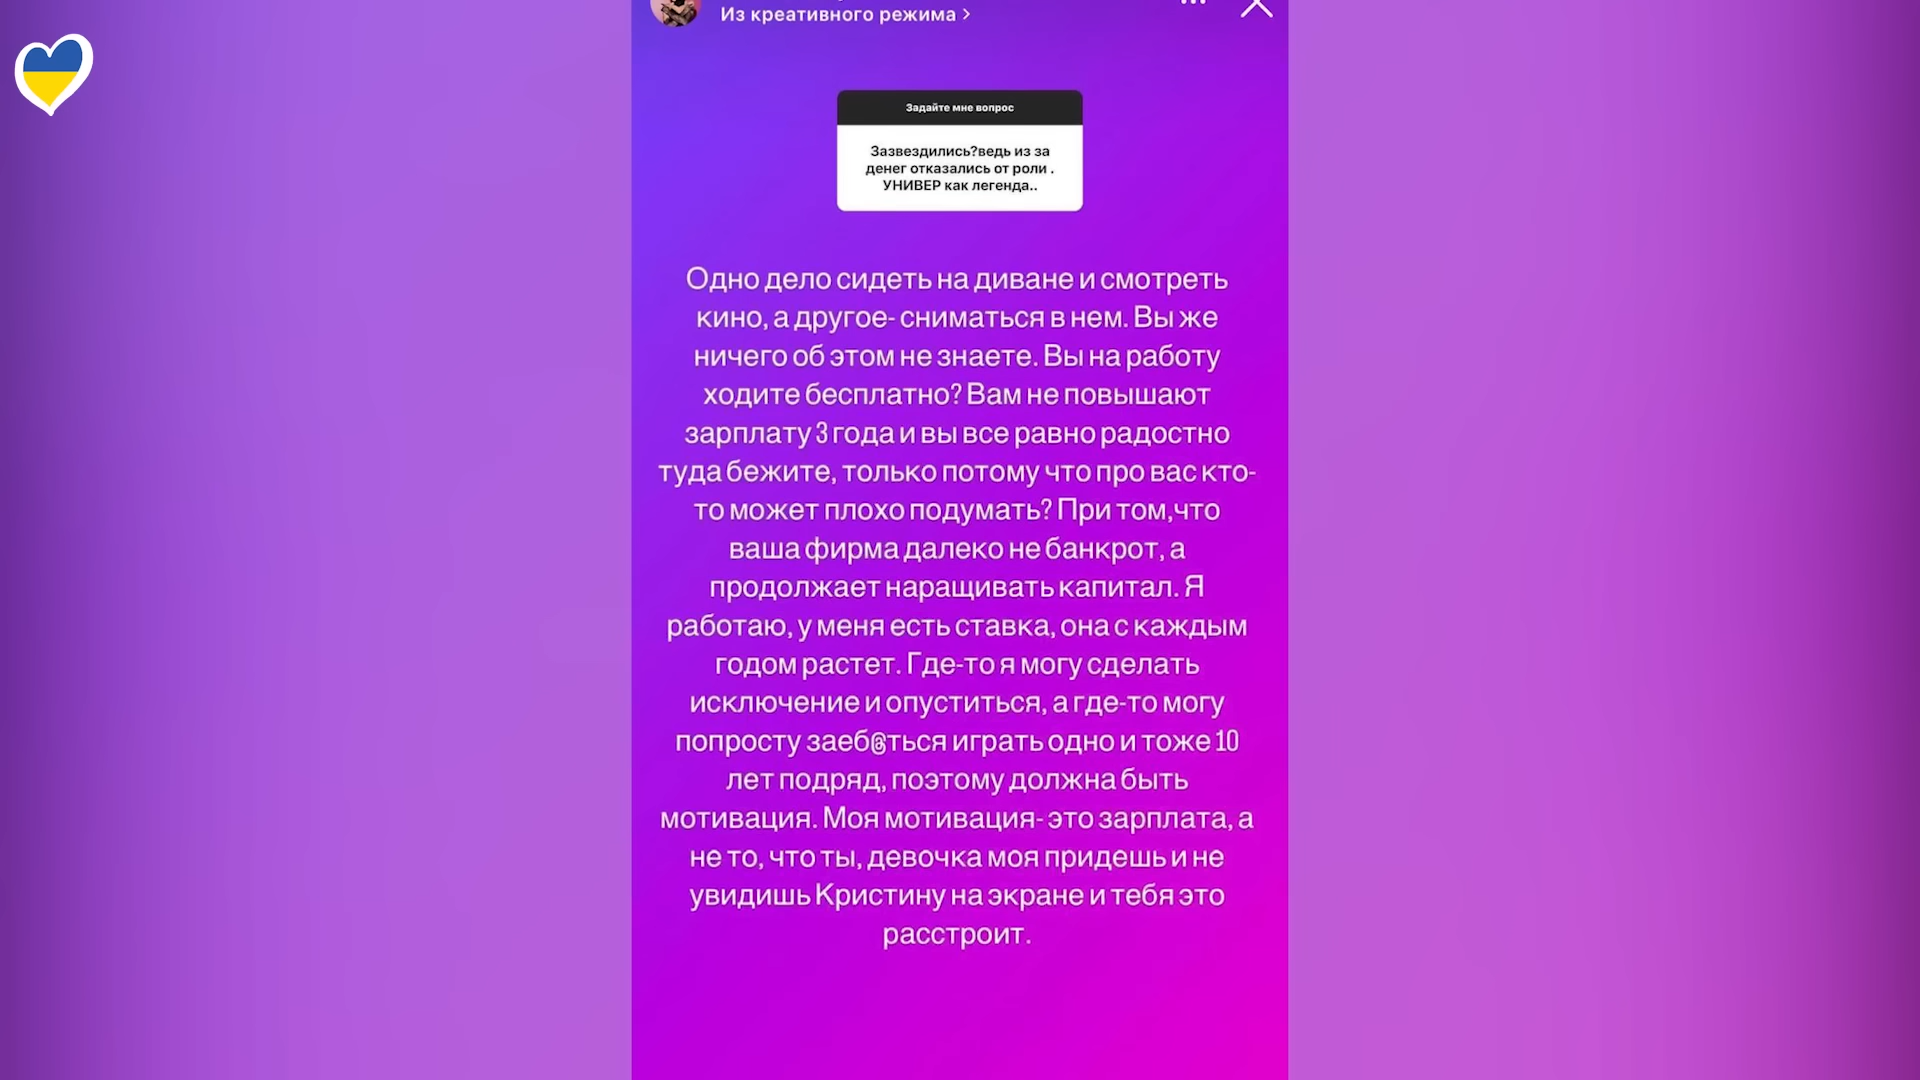 Из креативного режима >
Задайте мне вопрос
Зазвездились?ведь из за
денег отказались от роли .
УНИВЕР как легенда..
Одно дело сидеть на диване и смотреть
кино, а другое- сниматься в нем. Вы же
ничего об этом не знаете. Вы на работу
ходите бесплатно? Вам не повышают
зарплату 3 года и вы все равно радостно
туда бежите, только потому что про вас кто-
то может плохо подумать? При том,что
ваша фирма далеко не банкрот, а
продолжает наращивать капитал. Я
работаю, у меня есть ставка, она с каждым
годом растет. Где-то я могу сделать
исключение и опуститься, а где-то могу
попросту заеб@ться играть одно и тоже 10
лет подряд, поэтому должна быть
мотивация. Моя мотивация- это зарплата, а
не то, что ты, девочка моя придешь и не
увидишь Кристину на экране и тебя это
расстроит.